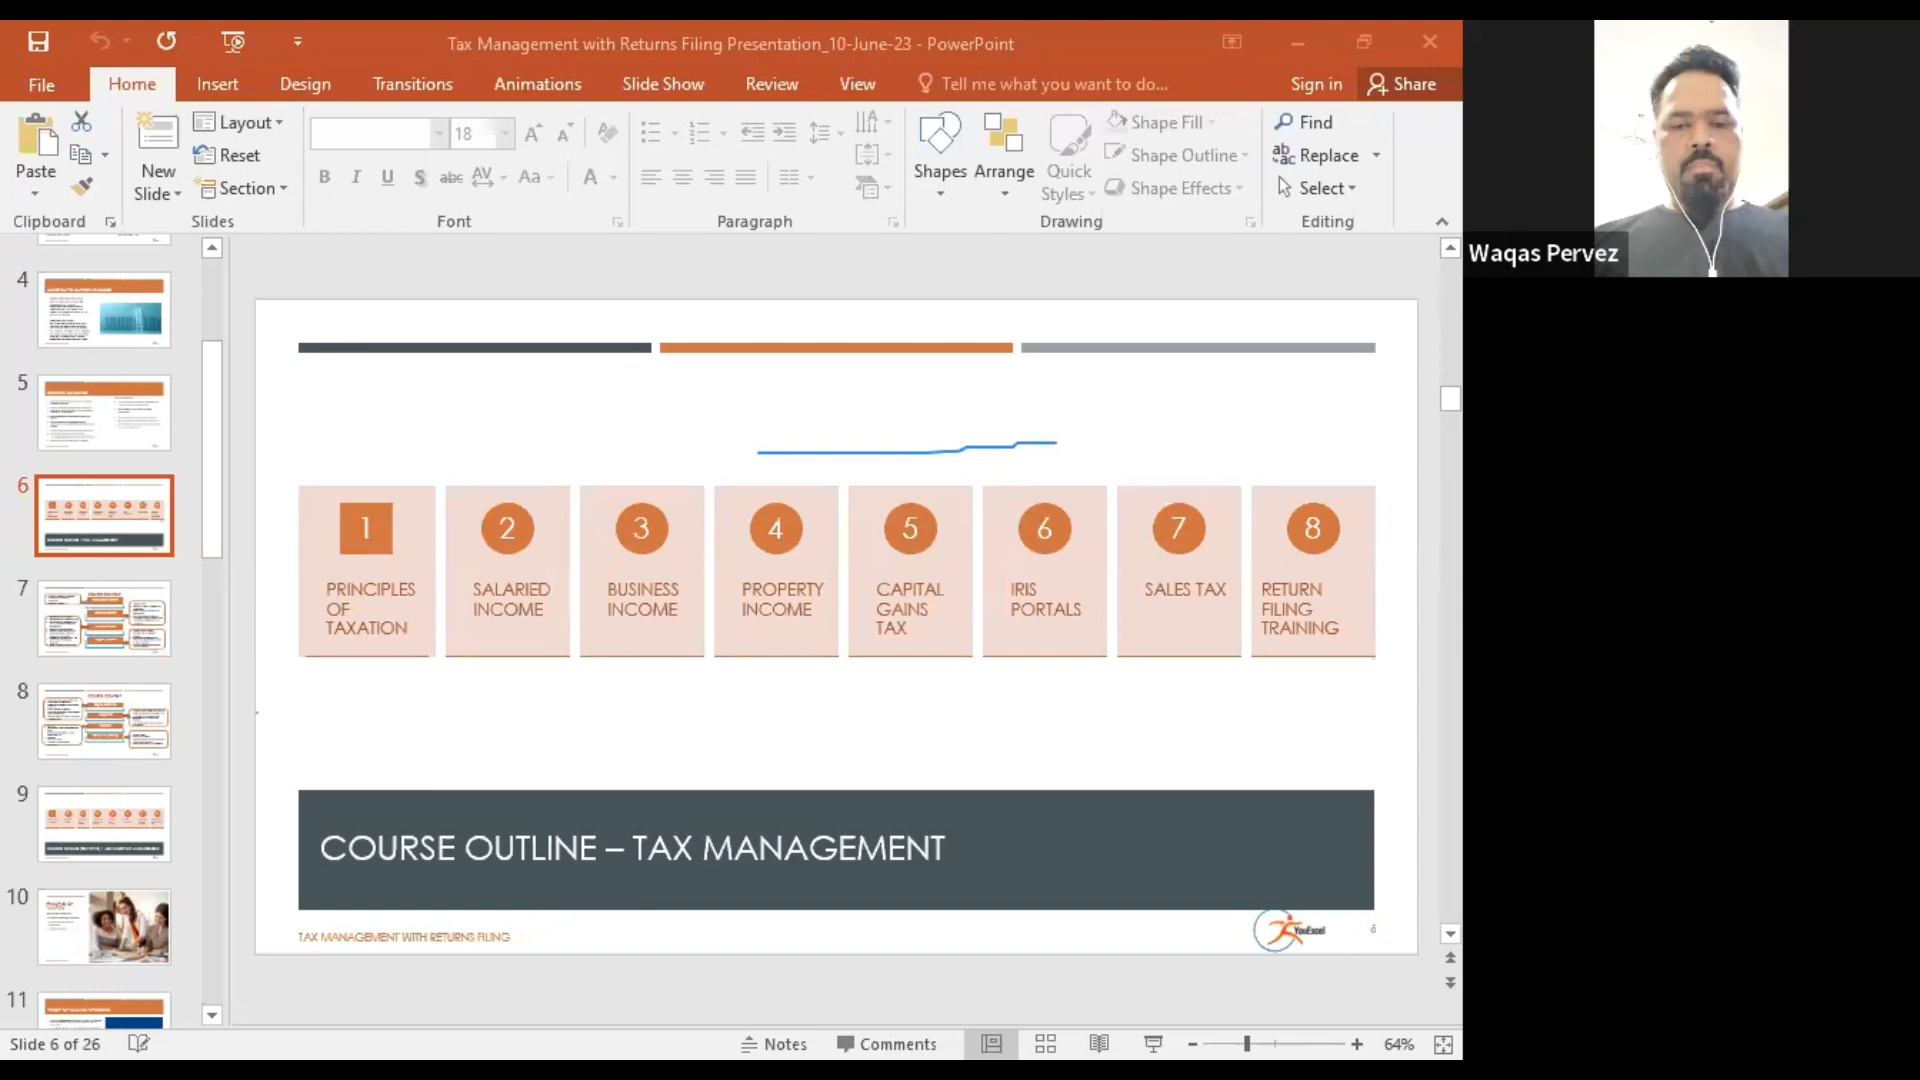 Tax Management with Returns Filing Presentation_10-June-23 - PowerPoint
File Home Insert Design Transitions Animations Slide Show Review View Tell me what you want to do... Sign in Share
Paste
Clipboard
New
Slide
Layout
Reset
Section
Slides
18
B I U S abc AV Aa A
Font
Paragraph
Shapes
Arrange
Quick
Styles
Shape Fill
Shape Outline
Shape Effects
Drawing
Find
Replace
Select
Editing
Waqas Pervez
4
5
6
7
8
9
10
11
1
PRINCIPLES
OF
TAXATION
2
SALARIED
INCOME
3
BUSINESS
INCOME
4
PROPERTY
INCOME
5
CAPITAL
GAINS
TAX
6
IRIS
PORTALS
7
SALES TAX
8
RETURN
FILING
TRAINING
COURSE OUTLINE – TAX MANAGEMENT
TAX MANAGEMENT WITH RETURNS FILING
YouExcel
6
Slide 6 of 26
Notes
Comments
64%